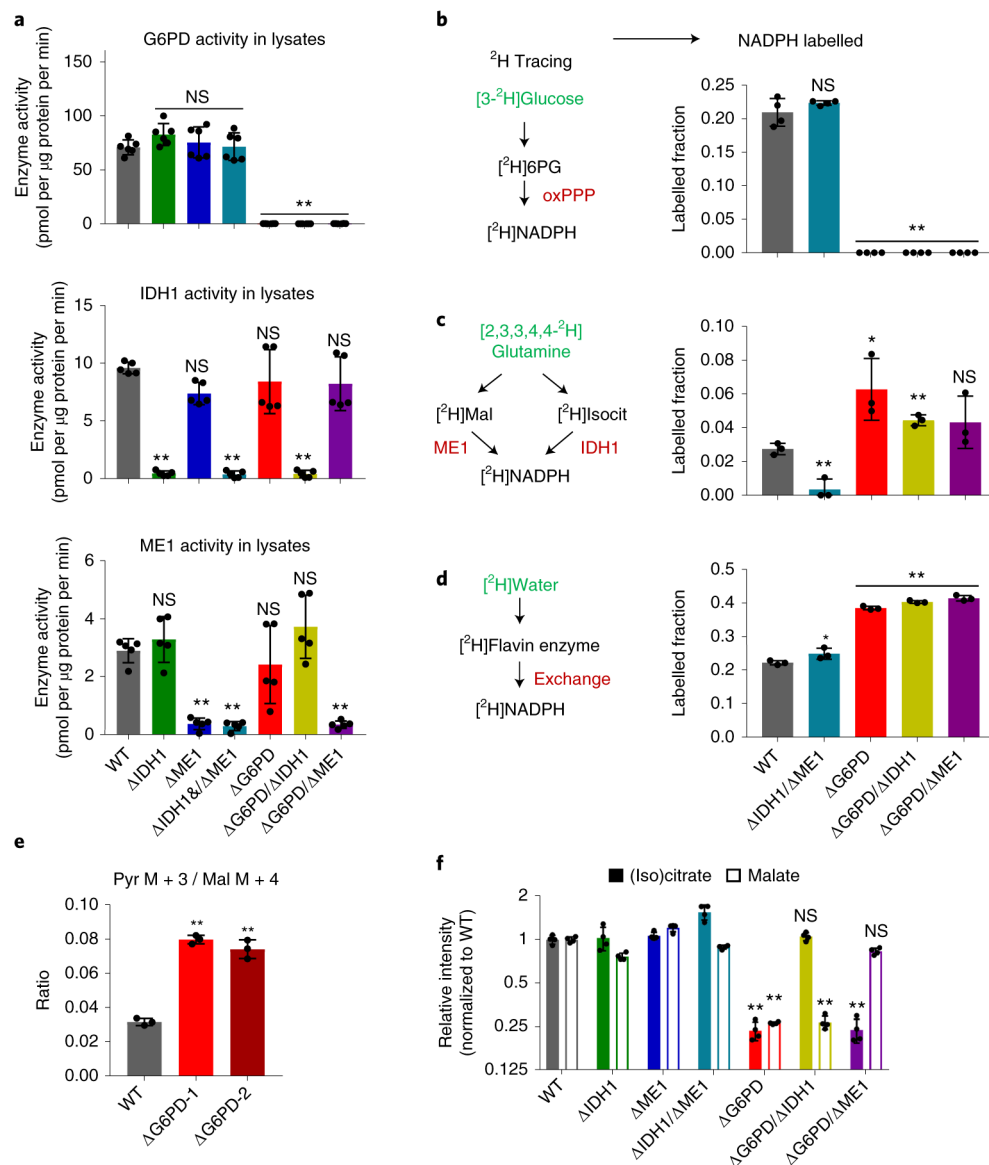 a
G6PD activity in lysates
Enzyme activity
(pmol per µg protein per min)
150
100
50
0
NS
**
IDH1 activity in lysates
Enzyme activity
(pmol per µg protein per min)
15
10
5
0
**
NS
**
NS
**
NS
ME1 activity in lysates
Enzyme activity
(pmol per µg protein per min)
6
4
2
0
NS
**
**
NS
NS
**
WT
ΔIDH1
ΔME1
ΔIDH1&/ΔME1
ΔG6PD
ΔG6PD/ΔIDH1
ΔG6PD/ΔME1
b
²H Tracing
NADPH labelled
[3-²H]Glucose
[²H]6PG
oxPPP
[²H]NADPH
Labelled fraction
0.25
0.20
0.15
0.10
0.05
0.00
NS
**
c
[2,3,3,4,4-²H]
Glutamine
[²H]Mal
[²H]Isocit
ME1
IDH1
[²H]NADPH
Labelled fraction
0.10
0.08
0.06
0.04
0.02
0.00
**
*
**
NS
d
[²H]Water
[²H]Flavin enzyme
Exchange
[²H]NADPH
Labelled fraction
0.5
0.4
0.3
0.2
0.1
0
*
**
WT
ΔIDH1/ΔME1
ΔG6PD
ΔG6PD/ΔIDH1
ΔG6PD/ΔME1
e
Pyr M + 3 / Mal M + 4
Ratio
0.10
0.08
0.06
0.04
0.02
0.00
**
**
WT
ΔG6PD-1
ΔG6PD-2
f
(Iso)citrate
Malate
Relative intensity
(normalized to WT)
2
1
0.5
0.25
0.125
**
**
NS
**
**
NS
WT
ΔIDH1
ΔME1
ΔIDH1/ΔME1
ΔG6PD
ΔG6PD/ΔIDH1
ΔG6PD/ΔME1